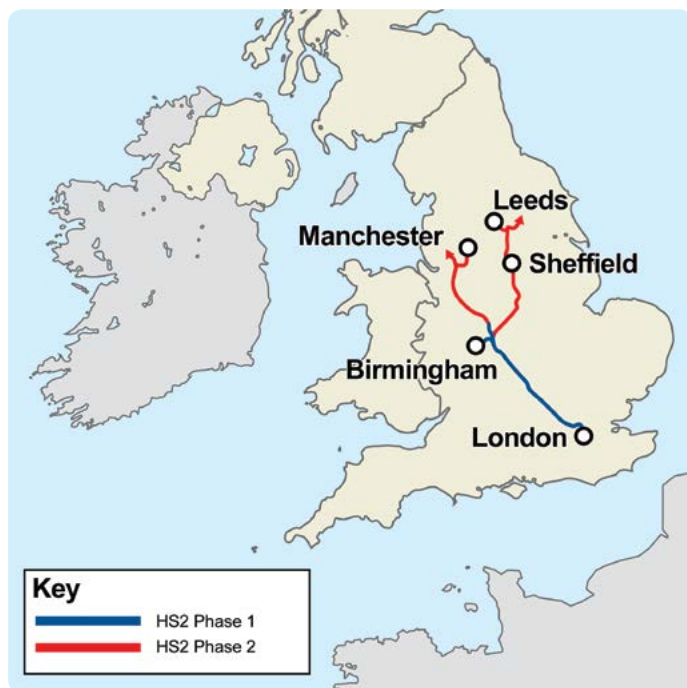 Leeds
Manchester
Sheffield
Birmingham
London
Key
HS2 Phase 1
HS2 Phase 2